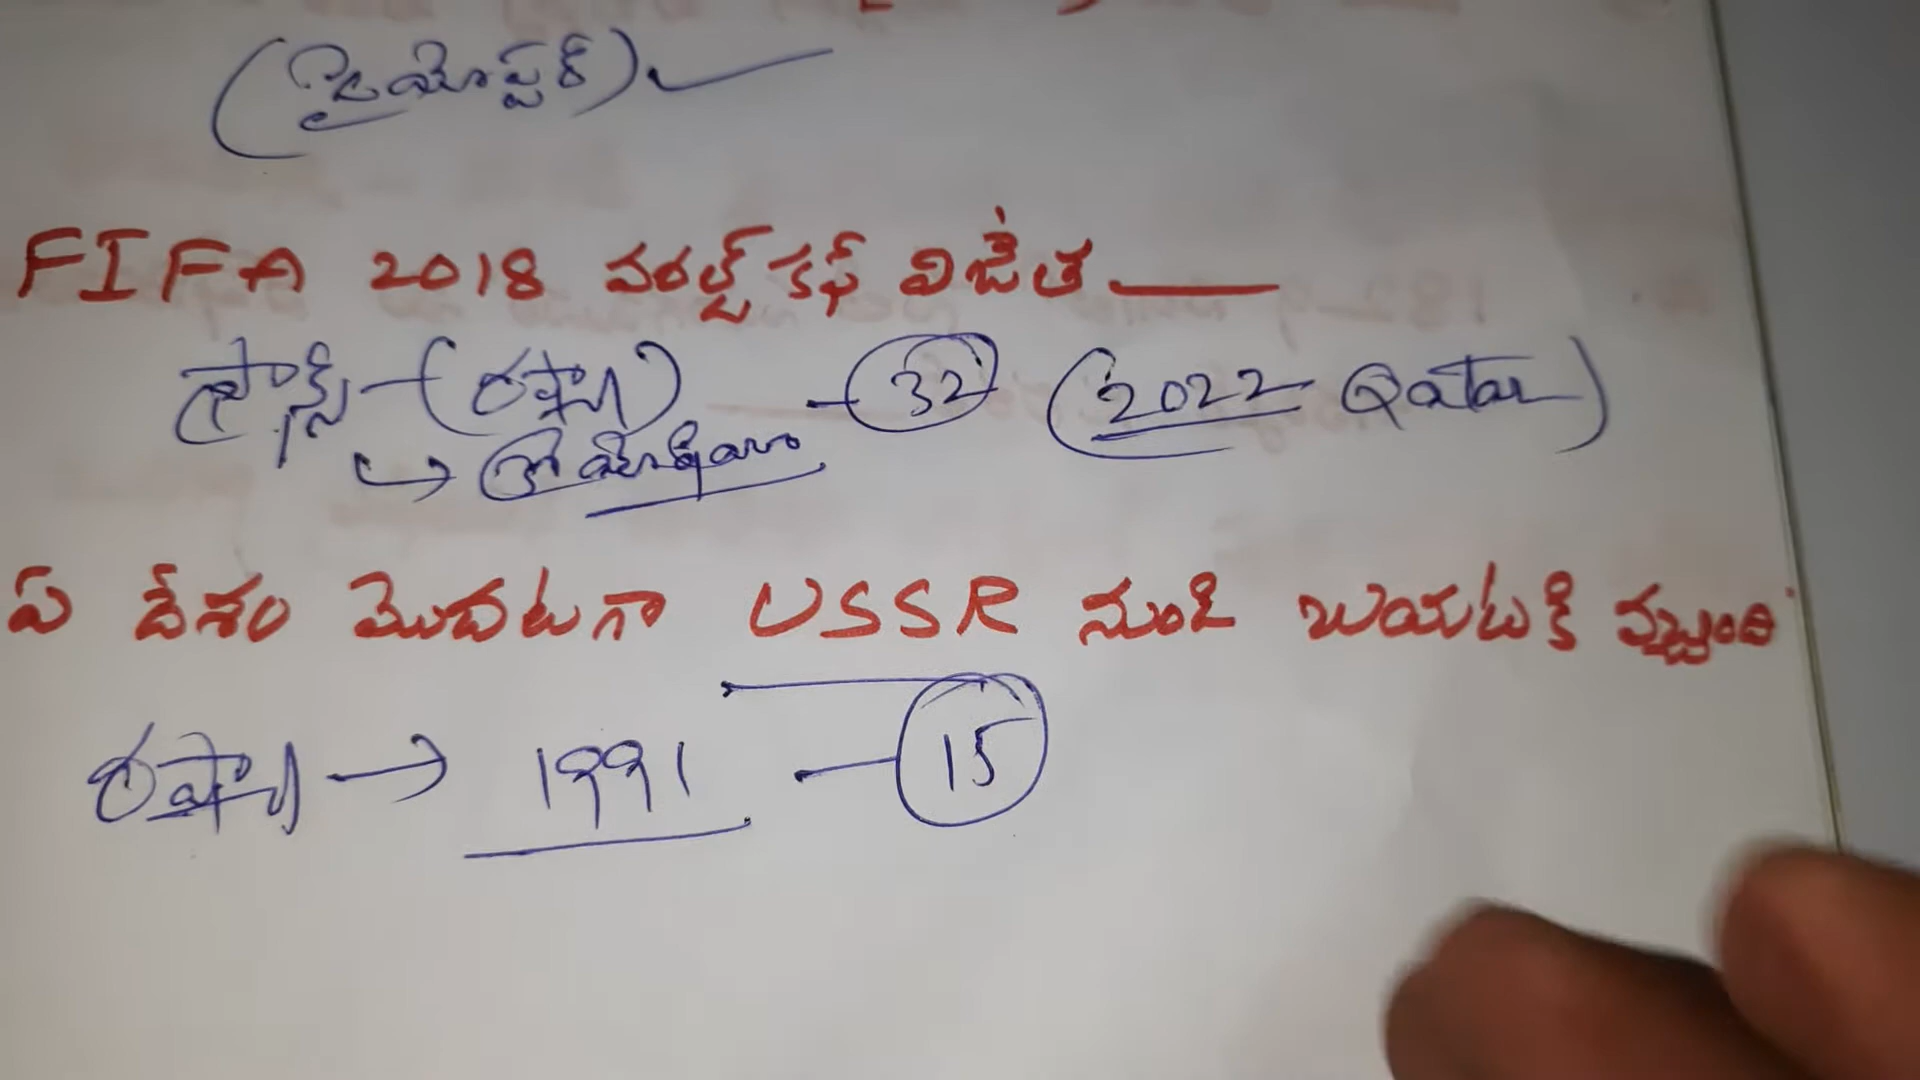 FIFA 2018 వరల్డ్ కప్ విజేత
ఫ్రాన్స్ - (రష్యా) - 32 (2022 Qatar)
→ క్రోయేషియా
ఏ దేశం మొదటగా USSR నుండి బయటకి వచ్చింది
రష్యా → 1991 - 15